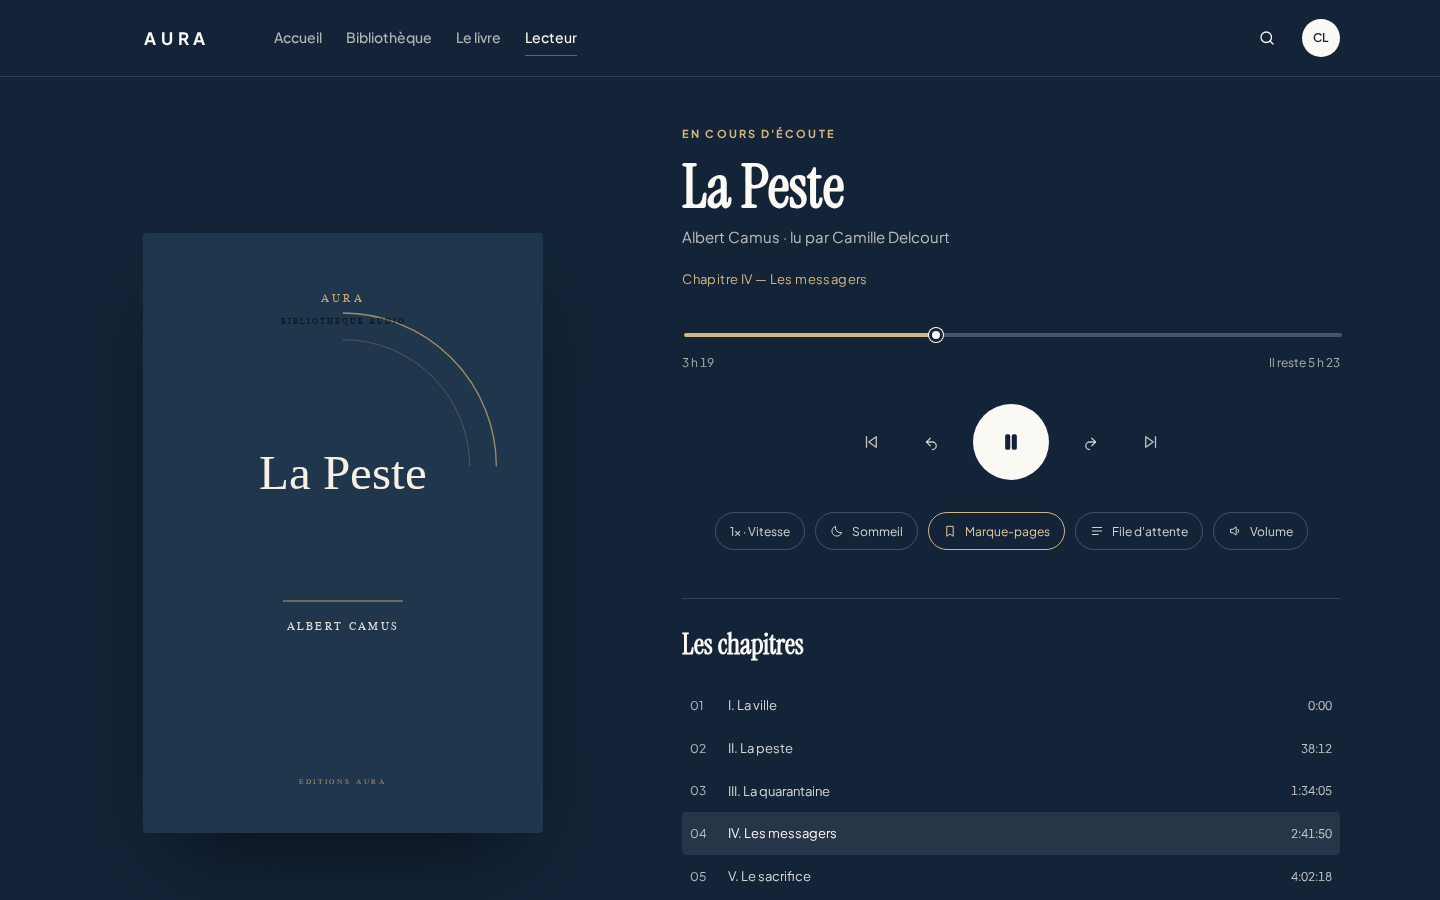 AURA
Accueil Bibliothèque Le livre Lecteur
CL
AURA
BIBLIOTHÈQUE AUDIO
La Peste
ALBERT CAMUS
ÉDITIONS AURA
EN COURS D'ÉCOUTE
La Peste
Albert Camus · lu par Camille Delcourt
Chapitre IV — Les messagers
3 h 19 Il reste 5 h 23
1× · Vitesse Sommeil Marque-pages File d'attente Volume
Les chapitres
01 I. La ville 0:00
02 II. La peste 38:12
03 III. La quarantaine 1:34:05
04 IV. Les messagers 2:41:50
05 V. Le sacrifice 4:02:18